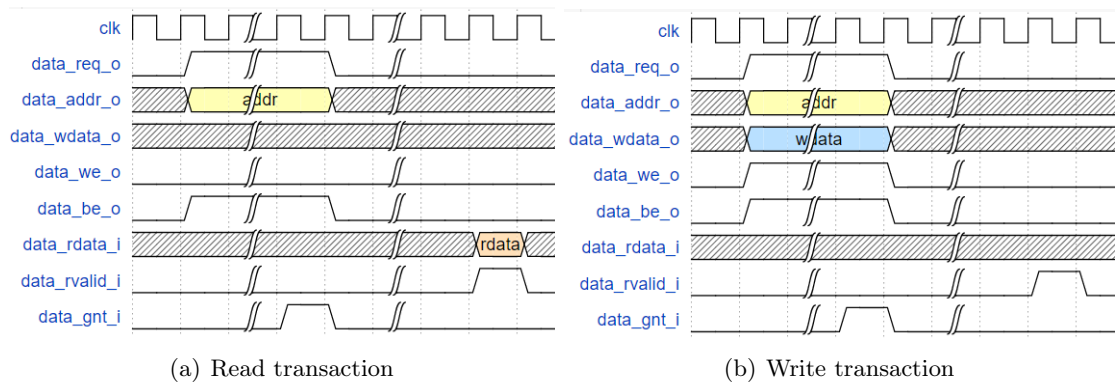 clk
data_req_o
data_addr_o
addr
data_wdata_o
data_we_o
data_be_o
data_rdata_i
rdata
data_rvalid_i
data_gnt_i
(a) Read transaction
clk
data_req_o
data_addr_o
addr
data_wdata_o
wdata
data_we_o
data_be_o
data_rdata_i
data_rvalid_i
data_gnt_i
(b) Write transaction